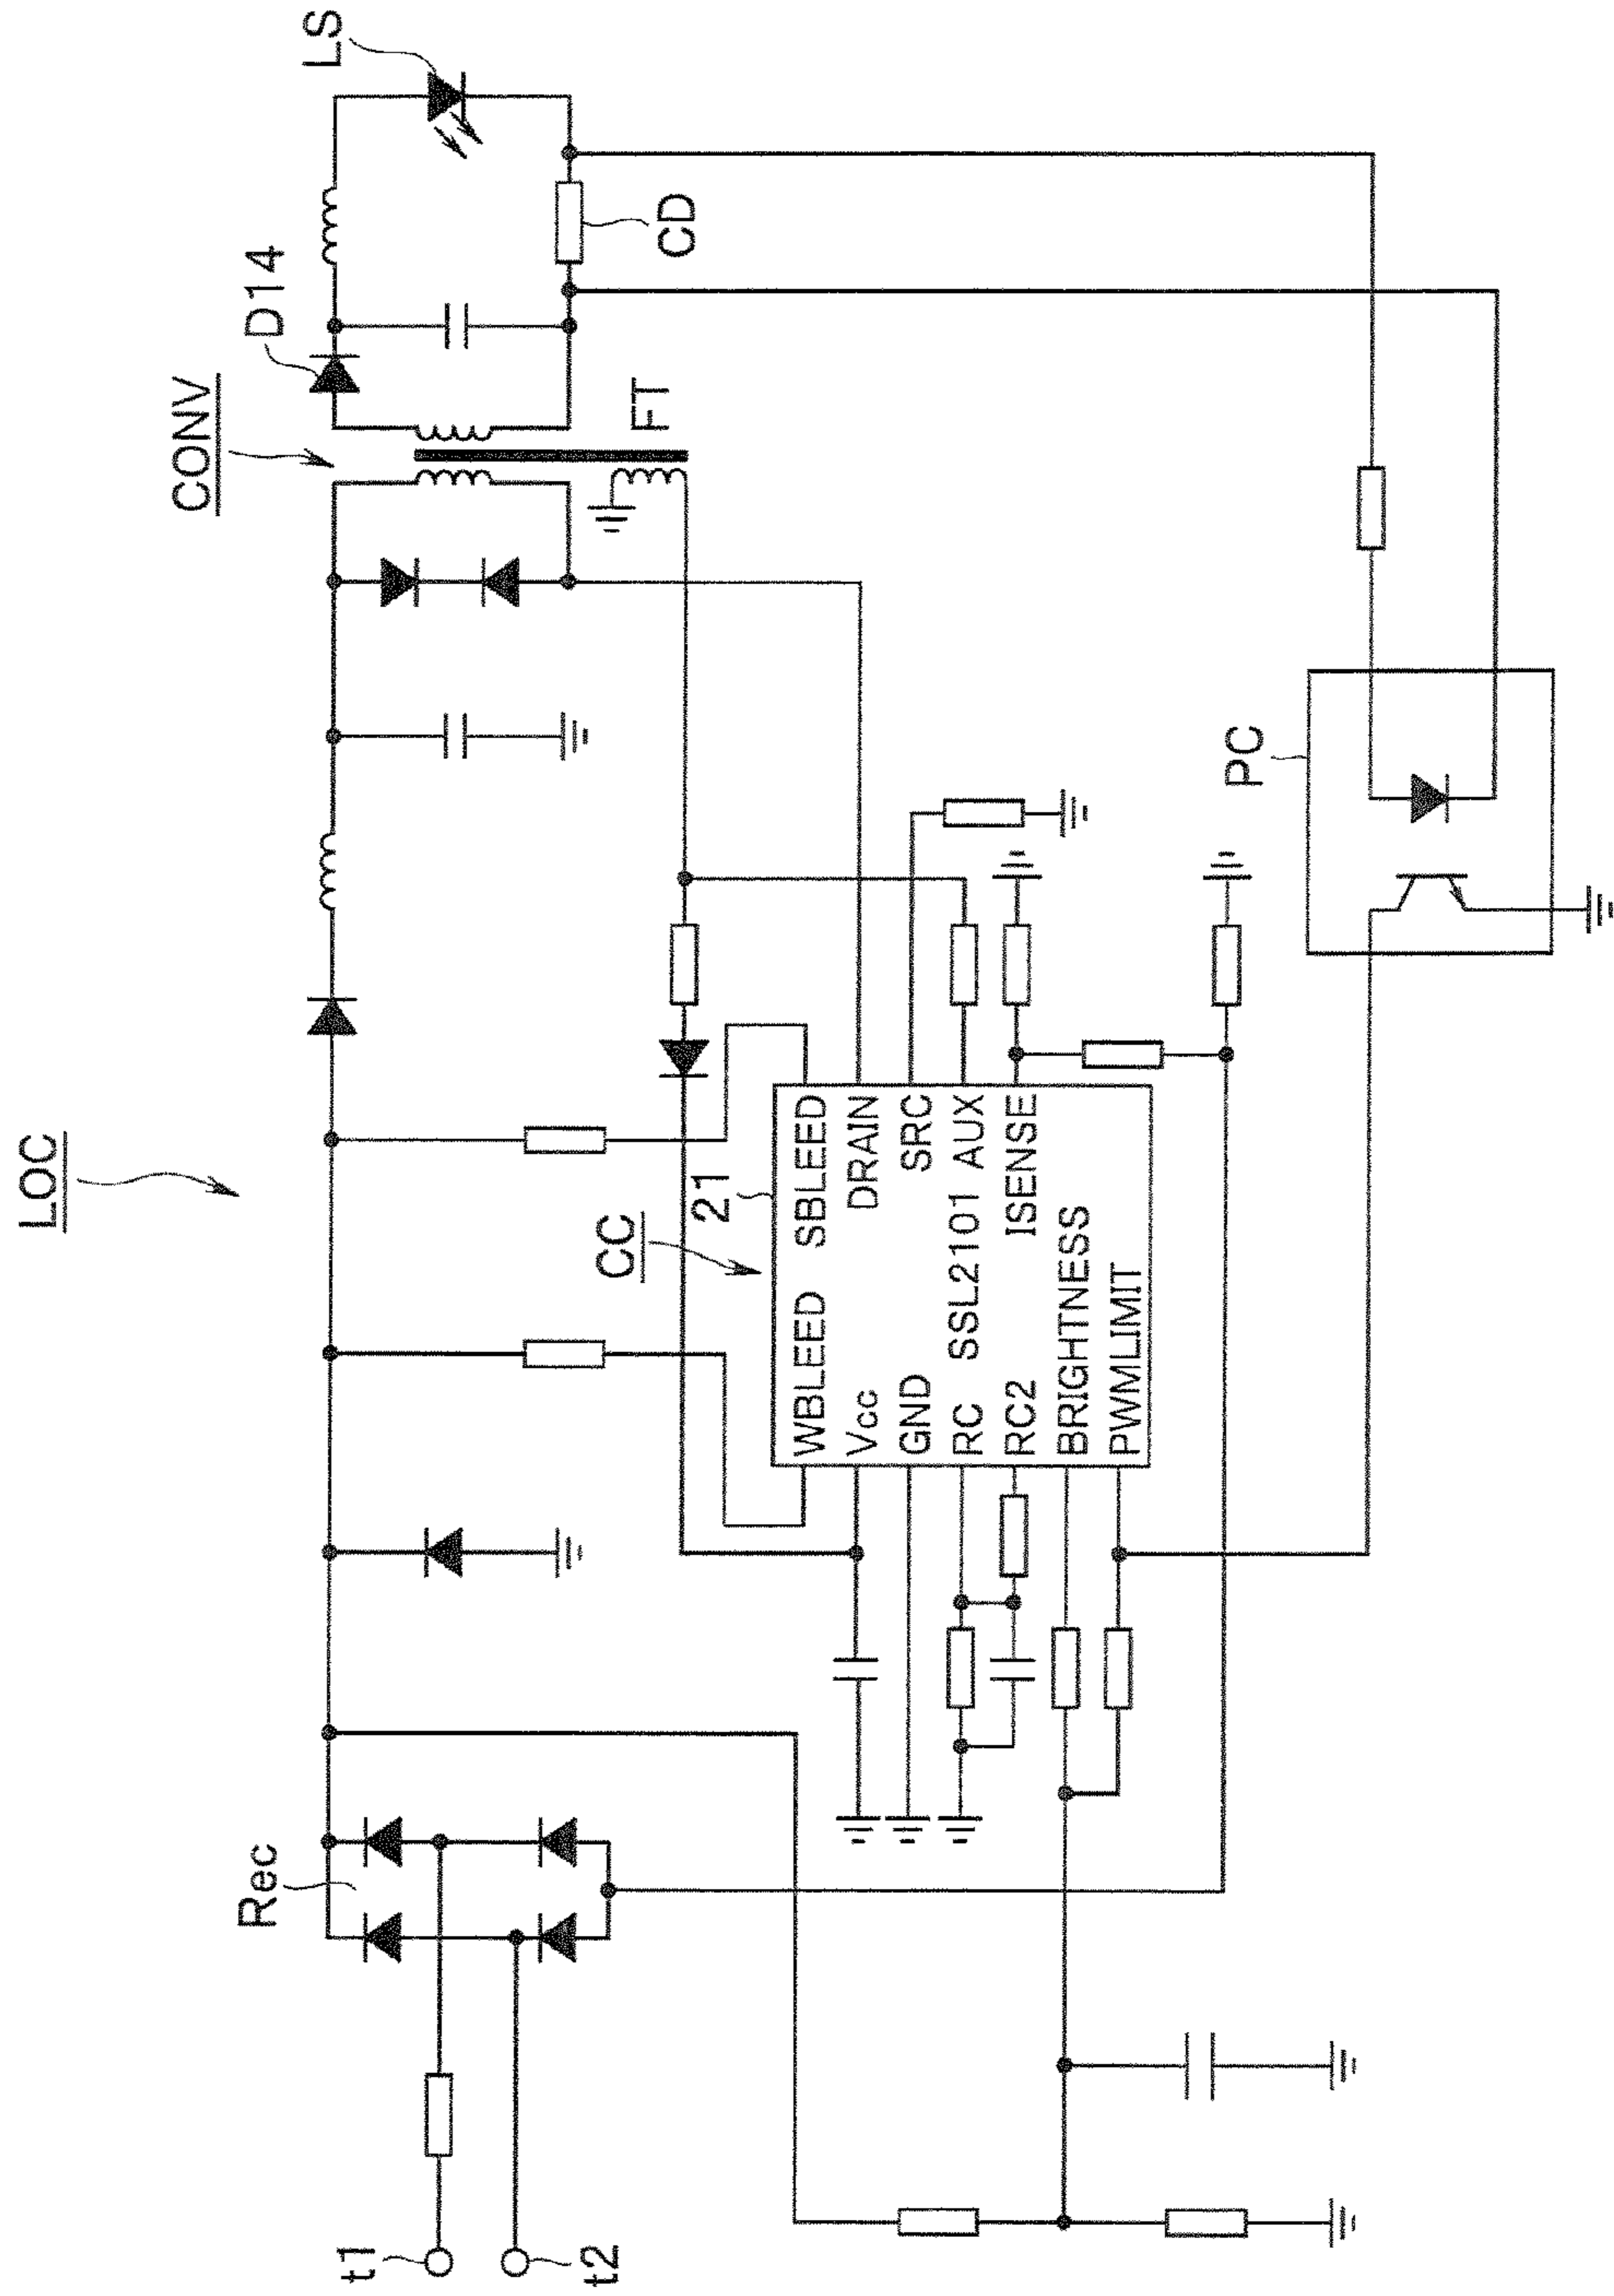 LOC
CONV
D14
LS
CD
FT
Rec
t1
t2
CC
21
WBLEED SBLEED
Vcc DRAIN
GND SRC
RC SSL2101 AUX
RC2 ISENSE
BRIGHTNESS
PWMLIMIT
PC